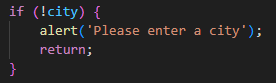 if (!city) {
    alert('Please enter a city');
    return;
}